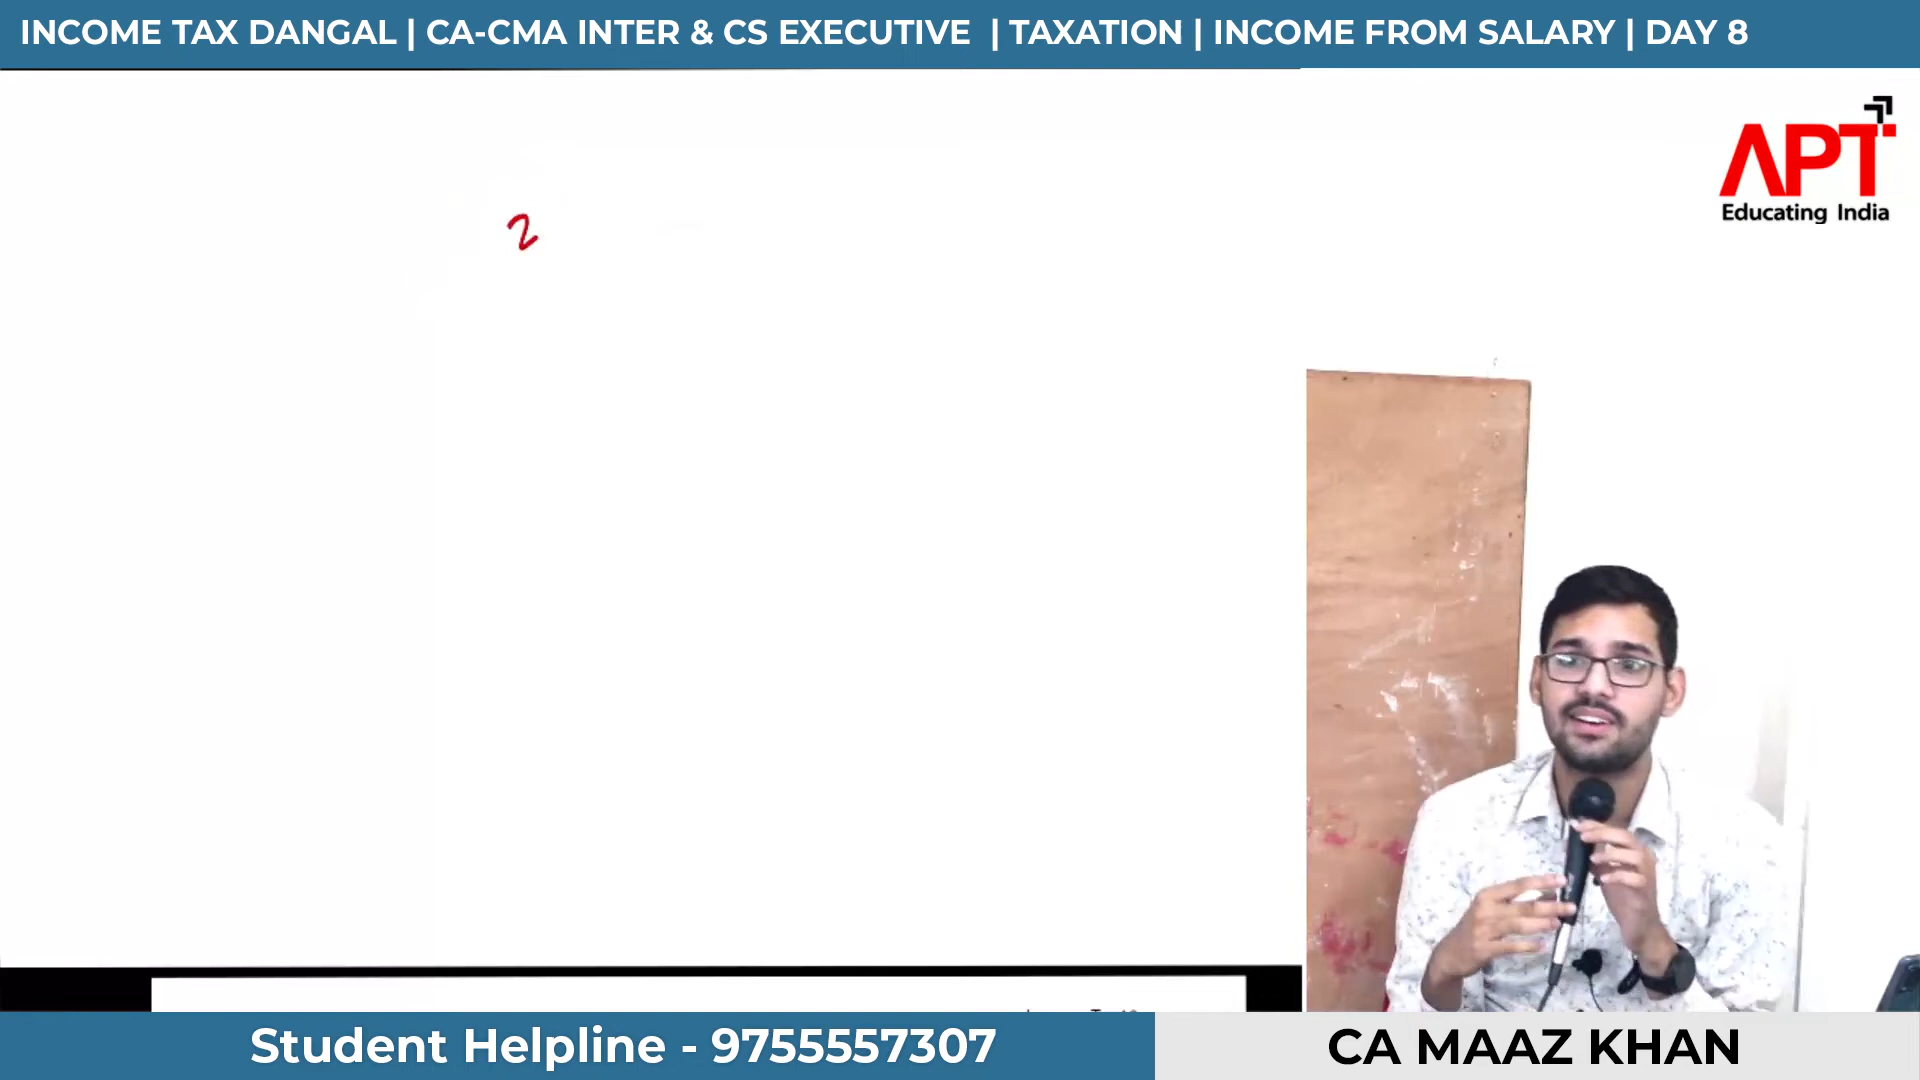 INCOME TAX DANGAL | CA-CMA INTER & CS EXECUTIVE | TAXATION | INCOME FROM SALARY | DAY 8
APT
Educating India
2
Student Helpline - 9755557307
CA MAAZ KHAN